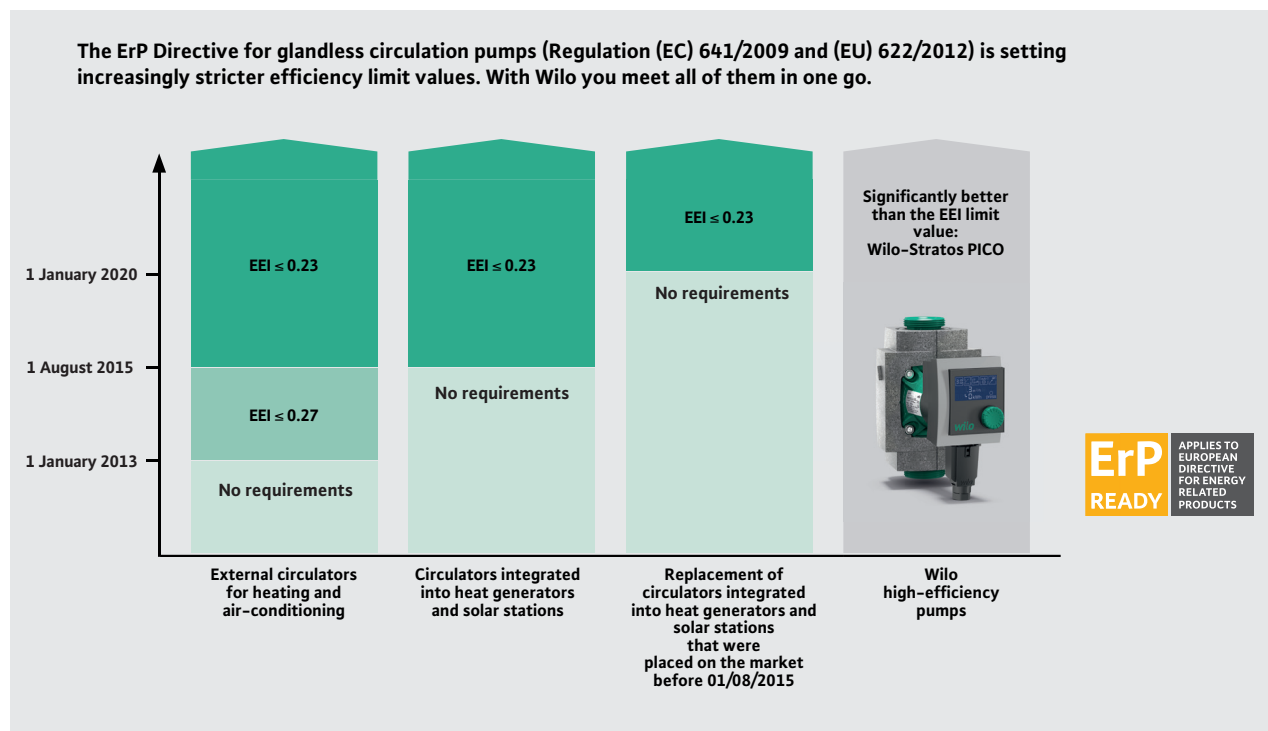 The ErP Directive for glandless circulation pumps (Regulation (EC) 641/2009 and (EU) 622/2012) is setting
increasingly stricter efficiency limit values. With Wilo you meet all of them in one go.
1 January 2020
1 August 2015
1 January 2013
EEI ≤ 0.23
EEI ≤ 0.27
No requirements
External circulators
for heating and
air-conditioning
EEI ≤ 0.23
No requirements
Circulators integrated
into heat generators
and solar stations
EEI ≤ 0.23
No requirements
Replacement of
circulators integrated
into heat generators and
solar stations
that were
placed on the market
before 01/08/2015
Significantly better
than the EEI limit
value:
Wilo-Stratos PICO
wilo
Wilo
high-efficiency
pumps
ErP
READY
APPLIES TO
EUROPEAN
DIRECTIVE
FOR ENERGY
RELATED
PRODUCTS